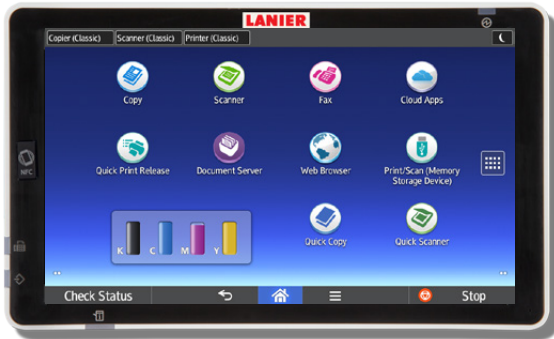 LANIER
Copier (Classic) Scanner (Classic) Printer (Classic)
Copy Scanner Fax Cloud Apps
Quick Print Release Document Server Web Browser Print/Scan (Memory
Storage Device)
NFC
K C M Y
Quick Copy Quick Scanner
Check Status Stop